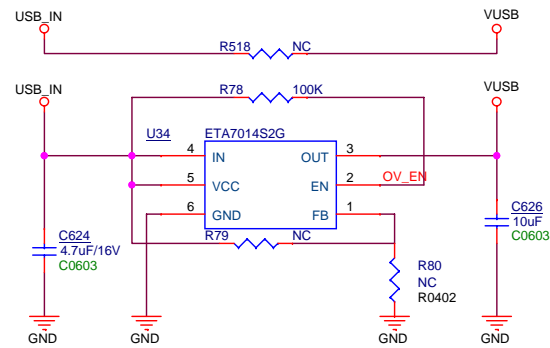 USB_IN
VUSB
R518
NC
USB_IN
VUSB
R78
100K
U34
ETA7014S2G
4
IN
OUT
3
5
VCC
EN
2
OV_EN
6
GND
FB
1
C624
4.7uF/16V
C0603
C626
10uF
C0603
R79
NC
R80
NC
R0402
GND
GND
GND
GND